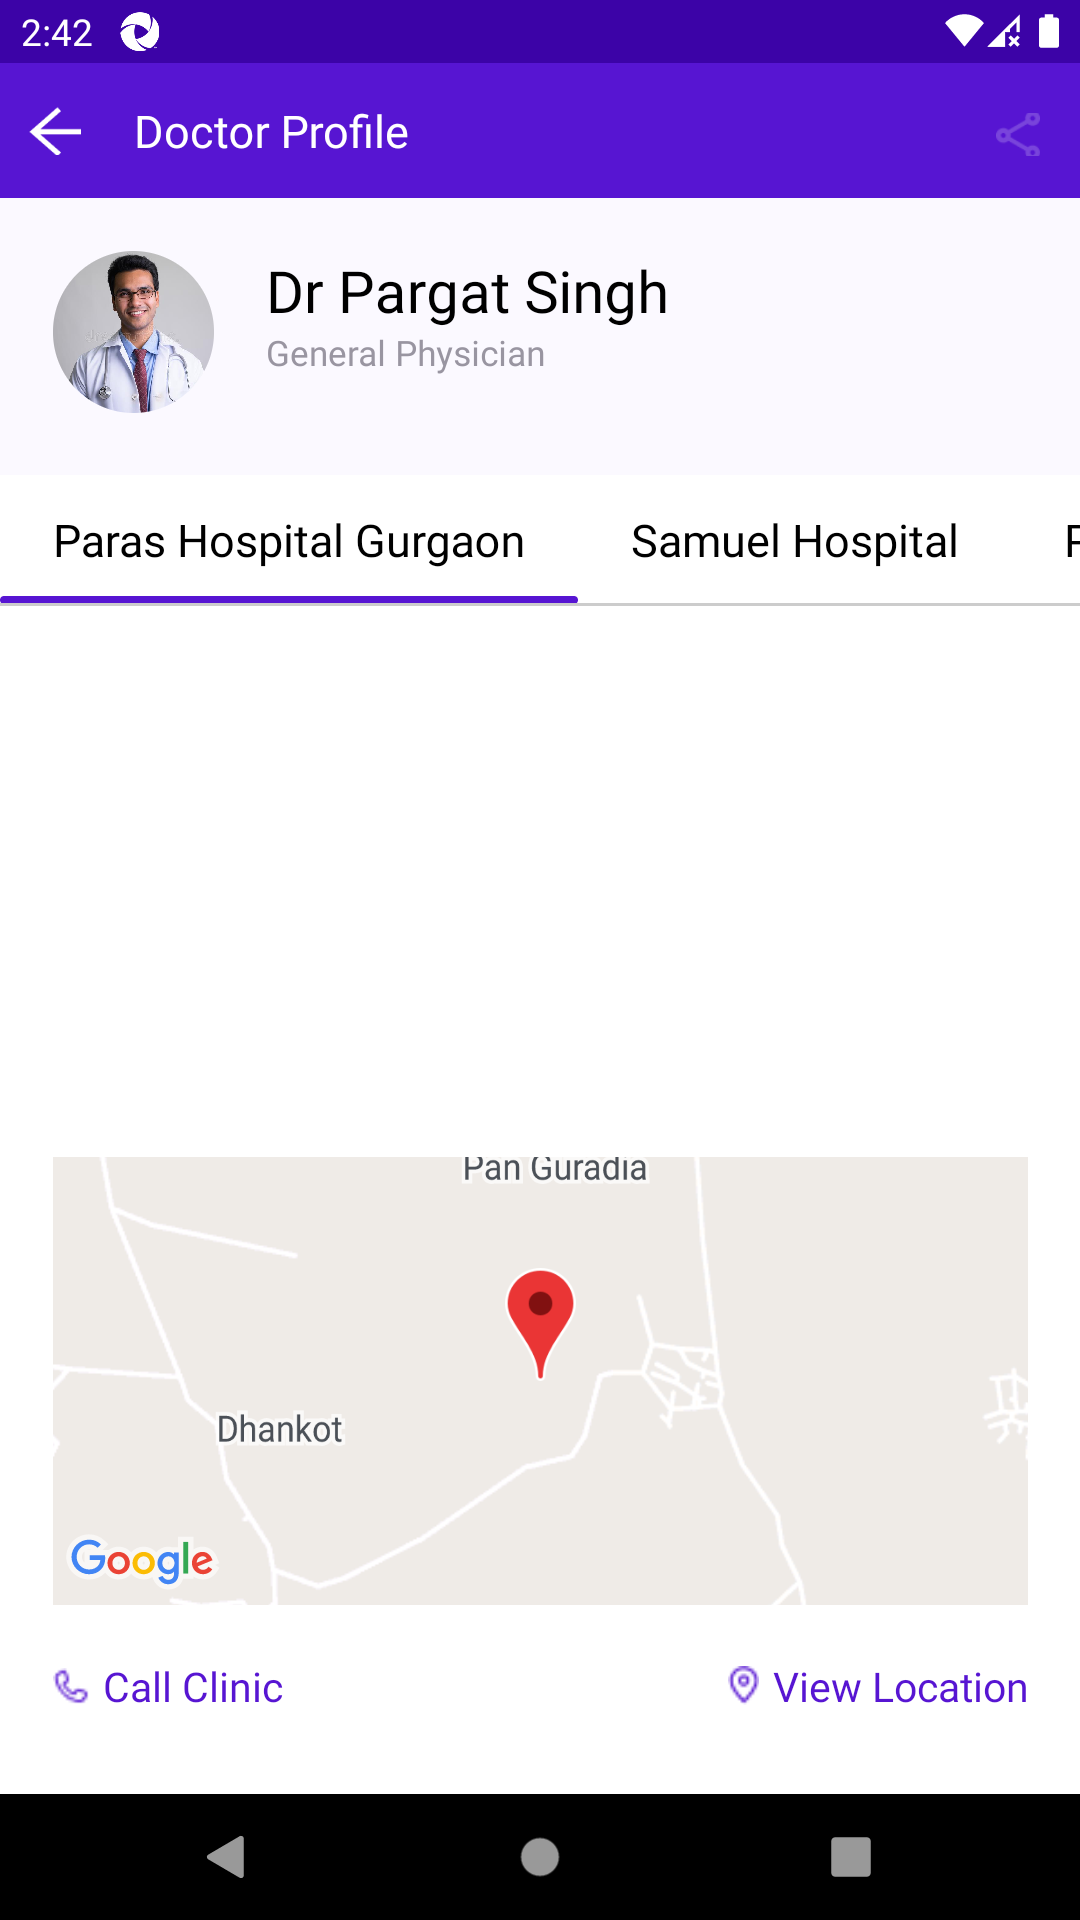 2:42
Doctor Profile
Dr Pargat Singh
General Physician
Paras Hospital Gurgaon
Samuel Hospital
Pan Guradia
Dhankot
Google
Call Clinic
View Location